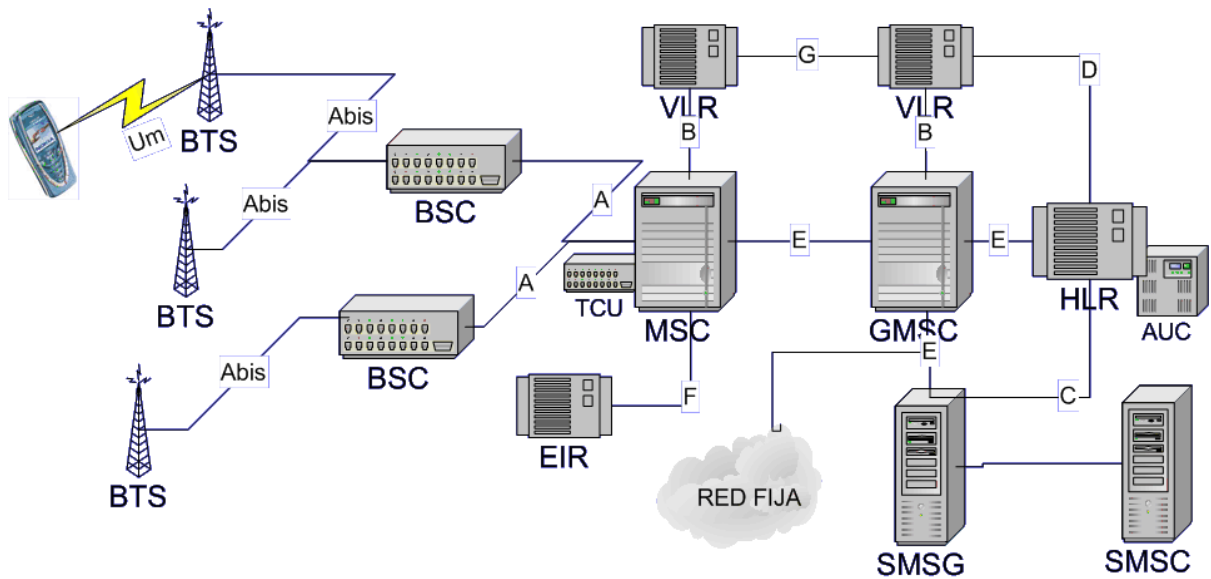 G
D
VLR
VLR
Abis
Um
BTS
B
B
BSC
Abis
A
E
E
A
TCU
HLR
MSC
GMSC
AUC
BTS
E
Abis
BSC
F
C
EIR
BTS
RED FIJA
SMSG
SMSC